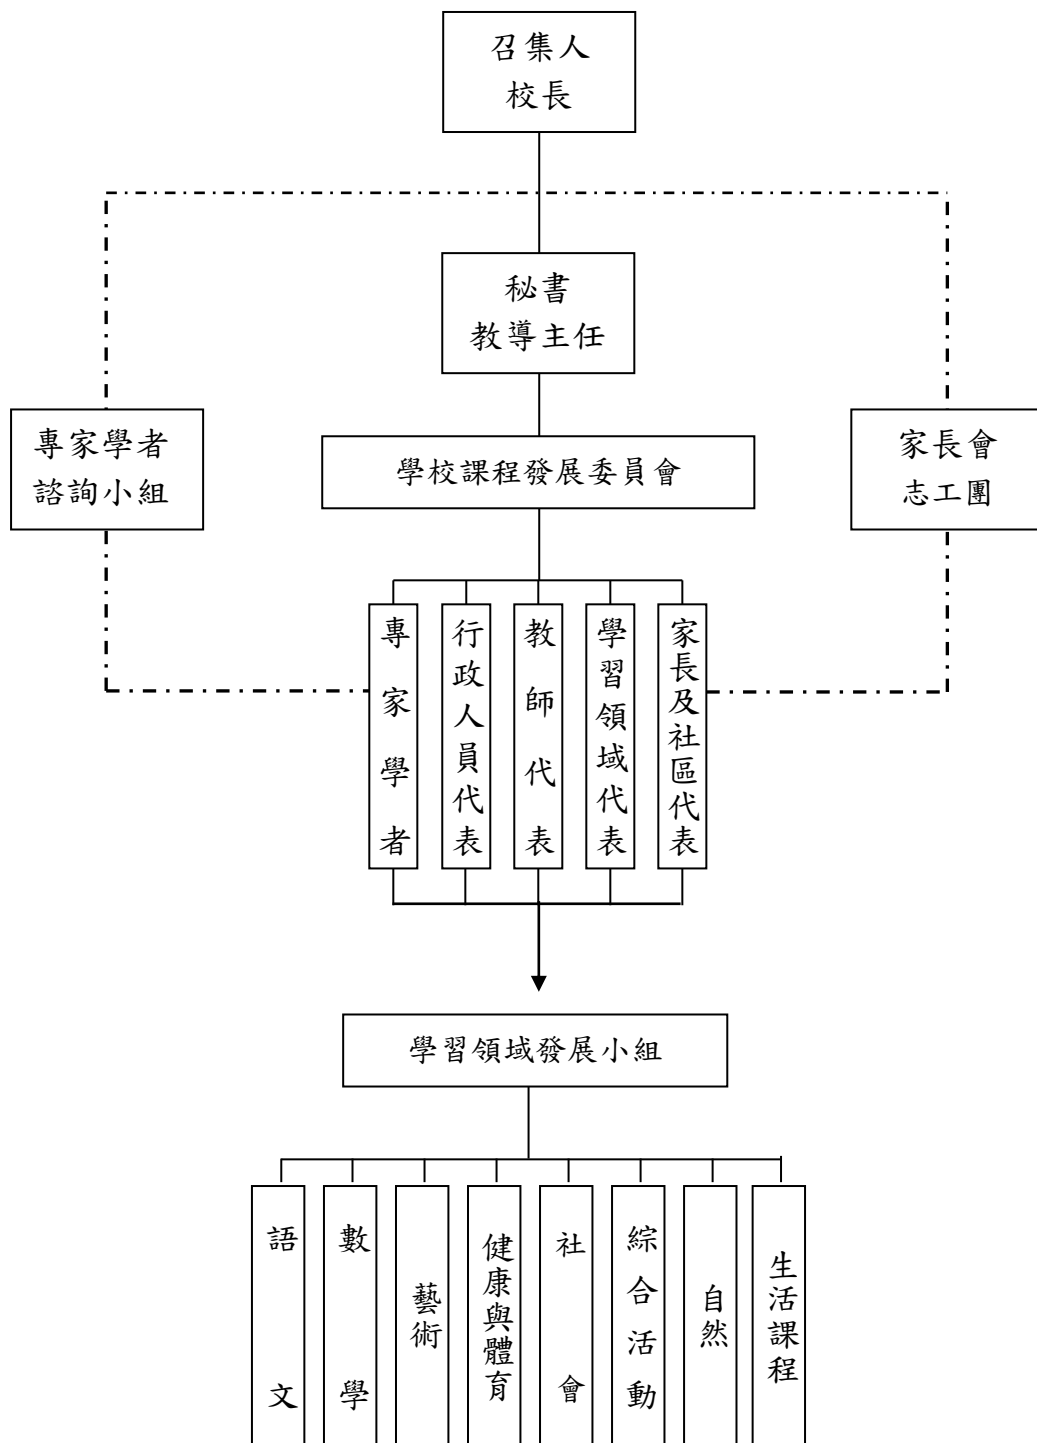 召集人
校長
秘書
教導主任
專家學者
諮詢小組
學校課程發展委員會
家長會
志工團
專家學者
行政人員代表
教師代表
學習領域代表
家長及社區代表
學習領域發展小組
語文
數學
藝術
健康與體育
社會
綜合活動
自然
生活課程